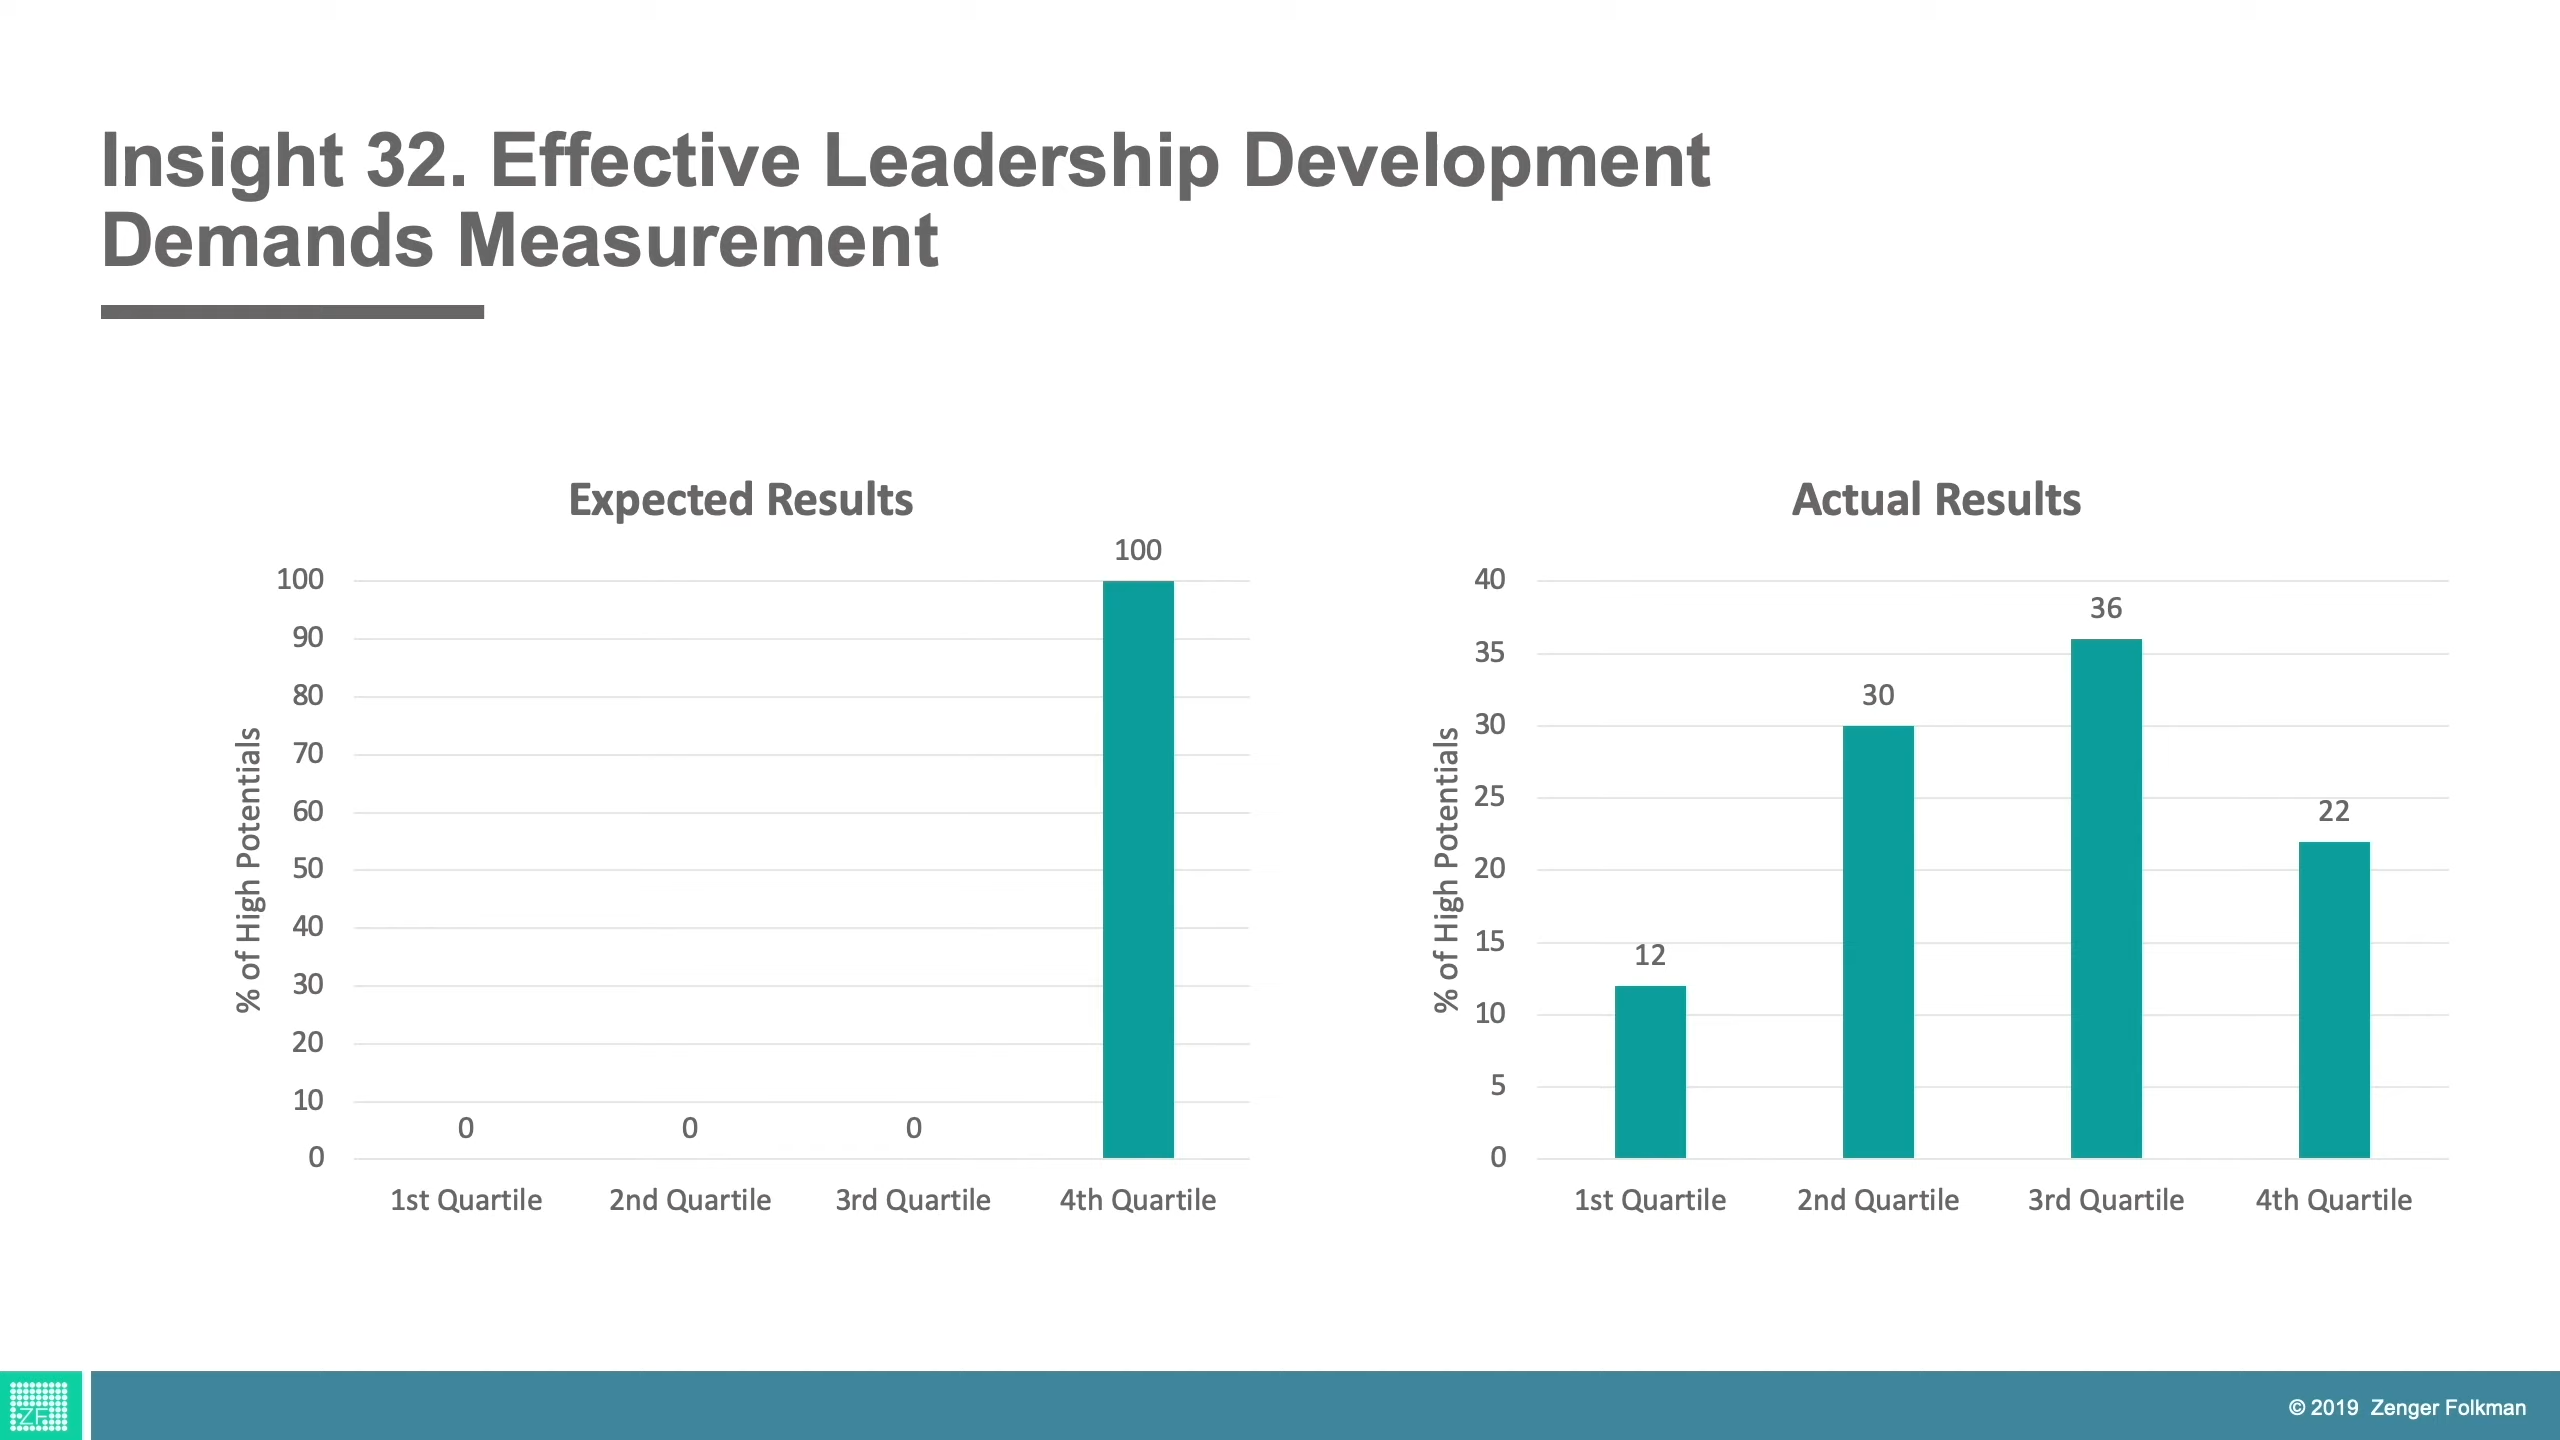 Insight 32. Effective Leadership Development
Demands Measurement
Expected Results
% of High Potentials
100
90
80
70
60
50
40
30
20
10
0
0
0
0
100
1st Quartile
2nd Quartile
3rd Quartile
4th Quartile
Actual Results
% of High Potentials
40
35
30
25
20
15
10
5
0
12
30
36
22
1st Quartile
2nd Quartile
3rd Quartile
4th Quartile
ZF
© 2019 Zenger Folkman